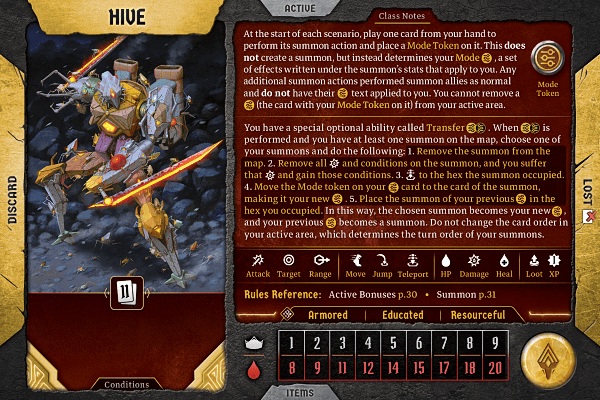 HIVE
ACTIVE
Class Notes
At the start of each scenario, play one card from your hand to
perform its summon action and place a Mode Token on it. This does
not create a summon, but instead determines your Mode , a set
of effects written under the summon's stats that apply to you. Any
additional summon actions performed summon allies as normal
and do not have their text applied to you. You cannot remove a
(the card with your Mode Token on it) from your active area.
Mode
Token
You have a special optional ability called Transfer . When is
performed and you have at least one summon on the map, choose one of
your summons and do the following: 1. Remove the summon from the
map. 2. Remove all and conditions on the summon, and you suffer
that and gain those conditions. 3. to the hex the summon occupied.
4. Move the Mode token on your card to the card of the summon,
making it your new . 5. Place the summon of your previous in the
hex you occupied. In this way, the chosen summon becomes your new ,
and your previous becomes a summon. Do not change the card order in
your active area, which determines the turn order of your summons.
Attack Target Range Move Jump Teleport HP Damage Heal Loot XP
Rules Reference: Active Bonuses p.30 • Summon p.31
Armored | Educated | Resourceful
1 2 3 4 5 6 7 8 9
8 9 11 12 14 15 17 18 20
11
Conditions
DISCARD
LOST
ITEMS